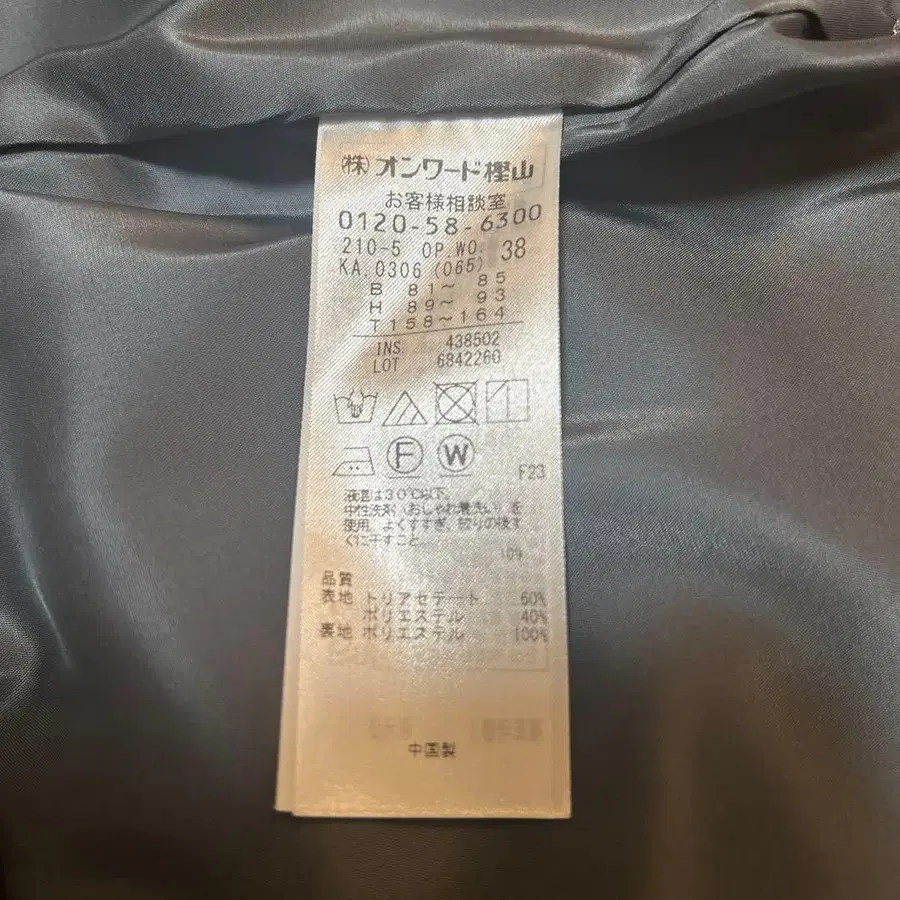 (株)オンワード樫山
お客様相談室
0120-58-6300
210-5 OP.WO. 38
KA.0306 (065)
B 81～ 85
H 89～ 93
T158～164
INS 438502
LOT 6842260
F W
F23
液温は30℃以下。
中性洗剤(おしゃれ着洗い)を
使用。よくすすぎ、絞りの後す
ぐに干すこと。
109
品質
表地 トリアセテート 60%
ポリエステル 40%
裏地 ポリエステル 100%
中国製